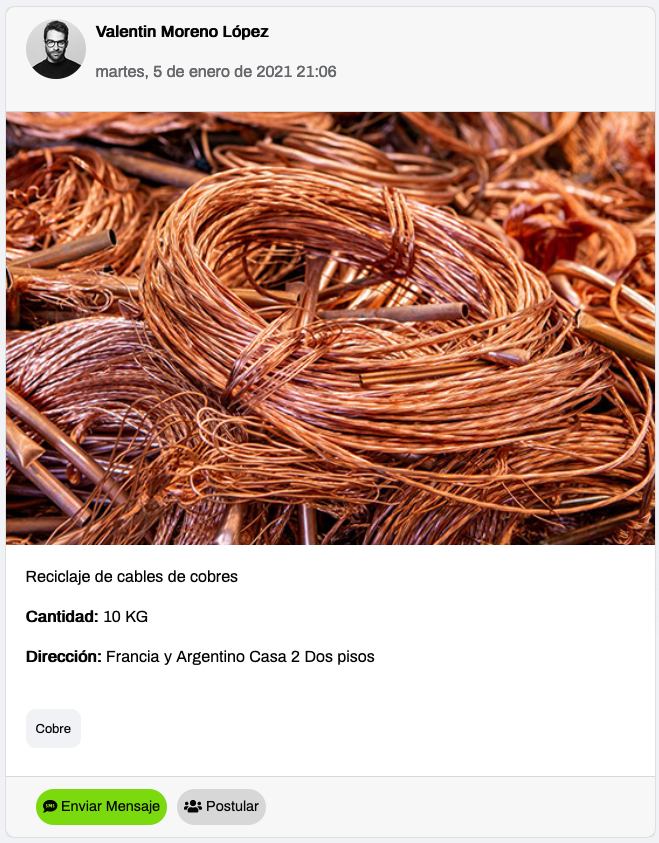 Valentin Moreno López
martes, 5 de enero de 2021 21:06
Reciclaje de cables de cobres
Cantidad: 10 KG
Dirección: Francia y Argentino Casa 2 Dos pisos
Cobre
SMS Enviar Mensaje Postular